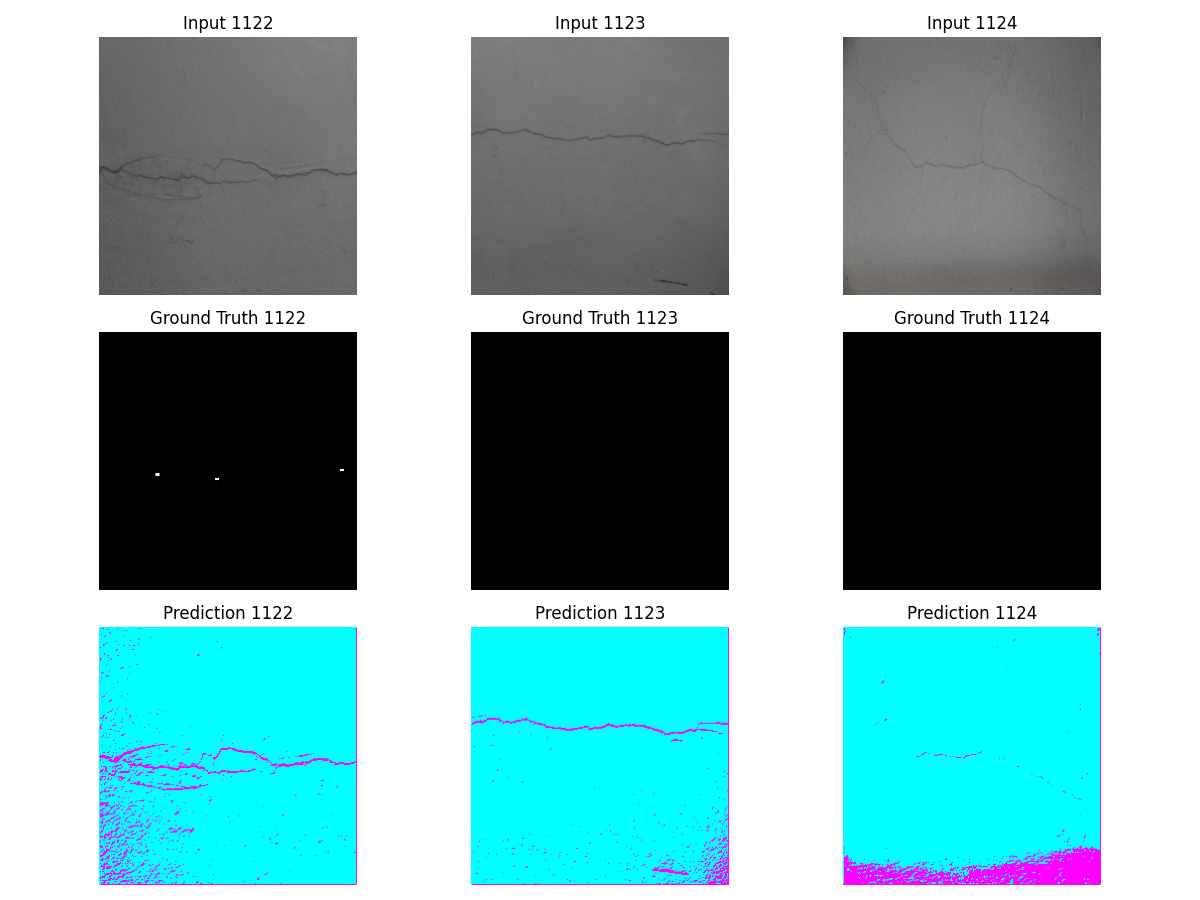 Input 1122
Input 1123
Input 1124
Ground Truth 1122
Ground Truth 1123
Ground Truth 1124
Prediction 1122
Prediction 1123
Prediction 1124